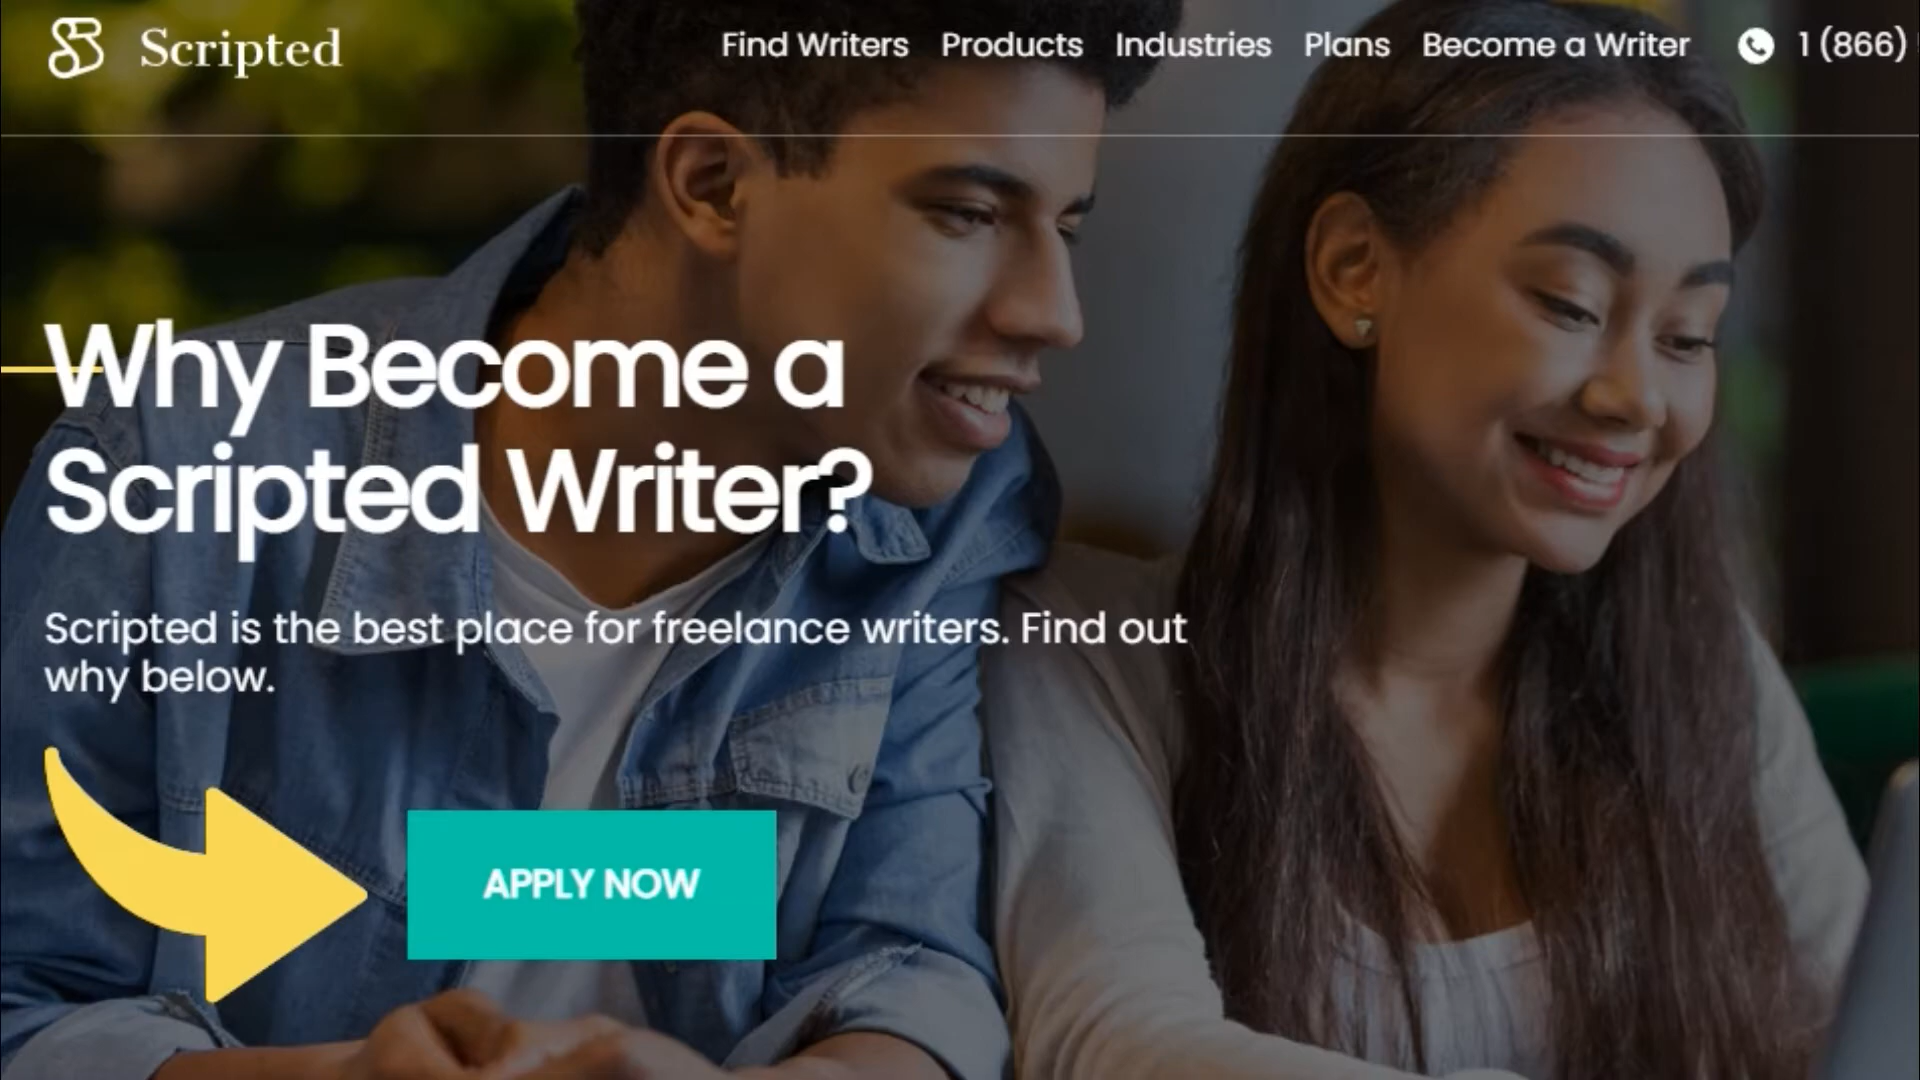 Scripted
Find Writers Products Industries Plans Become a Writer 1 (866)
Why Become a
Scripted Writer?
Scripted is the best place for freelance writers. Find out
why below.
APPLY NOW